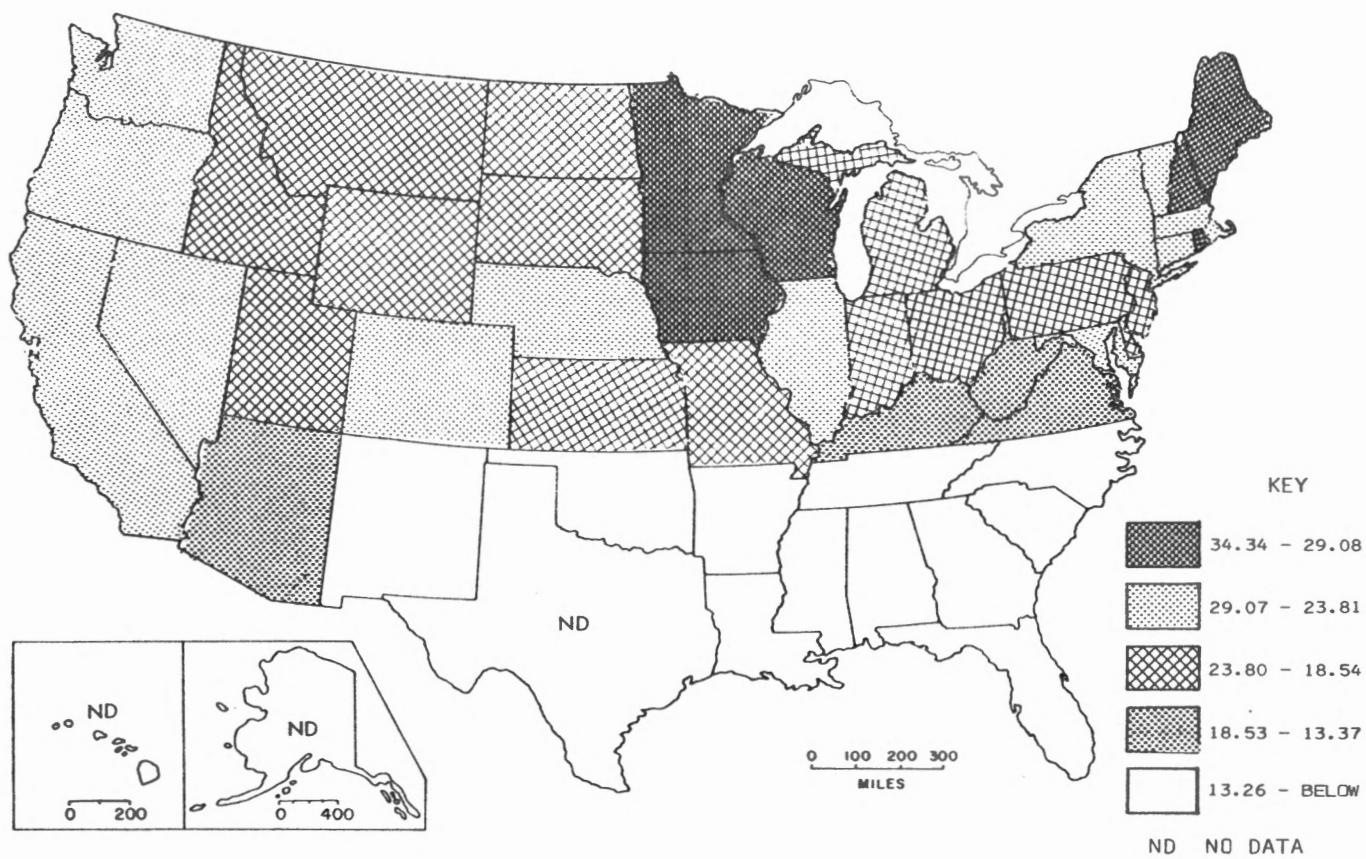 KEY
34.34 - 29.08
29.07 - 23.81
23.80 - 18.54
18.53 - 13.37
13.26 - BELOW
ND NO DATA
ND
ND
0 200
ND
0 400
0 100 200 300
MILES